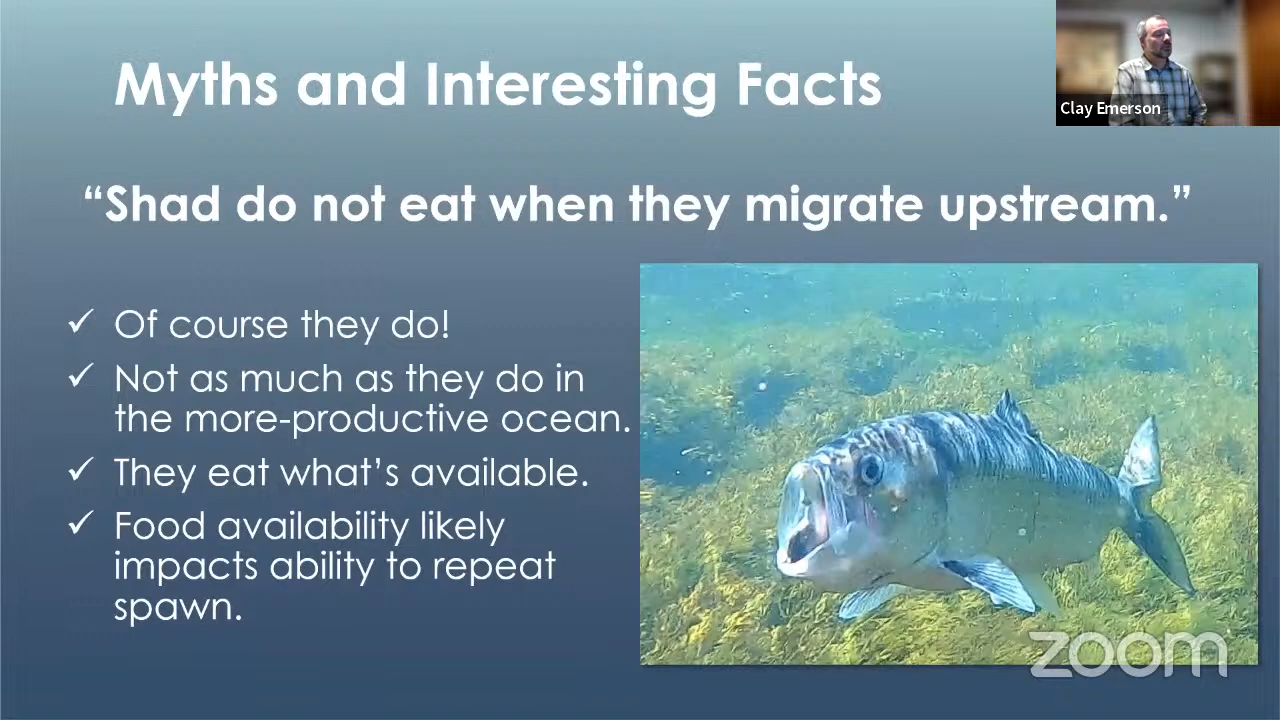 Myths and Interesting Facts
Clay Emerson
“Shad do not eat when they migrate upstream.”
✓ Of course they do!
✓ Not as much as they do in
the more-productive ocean.
✓ They eat what’s available.
✓ Food availability likely
impacts ability to repeat
spawn.
zoom